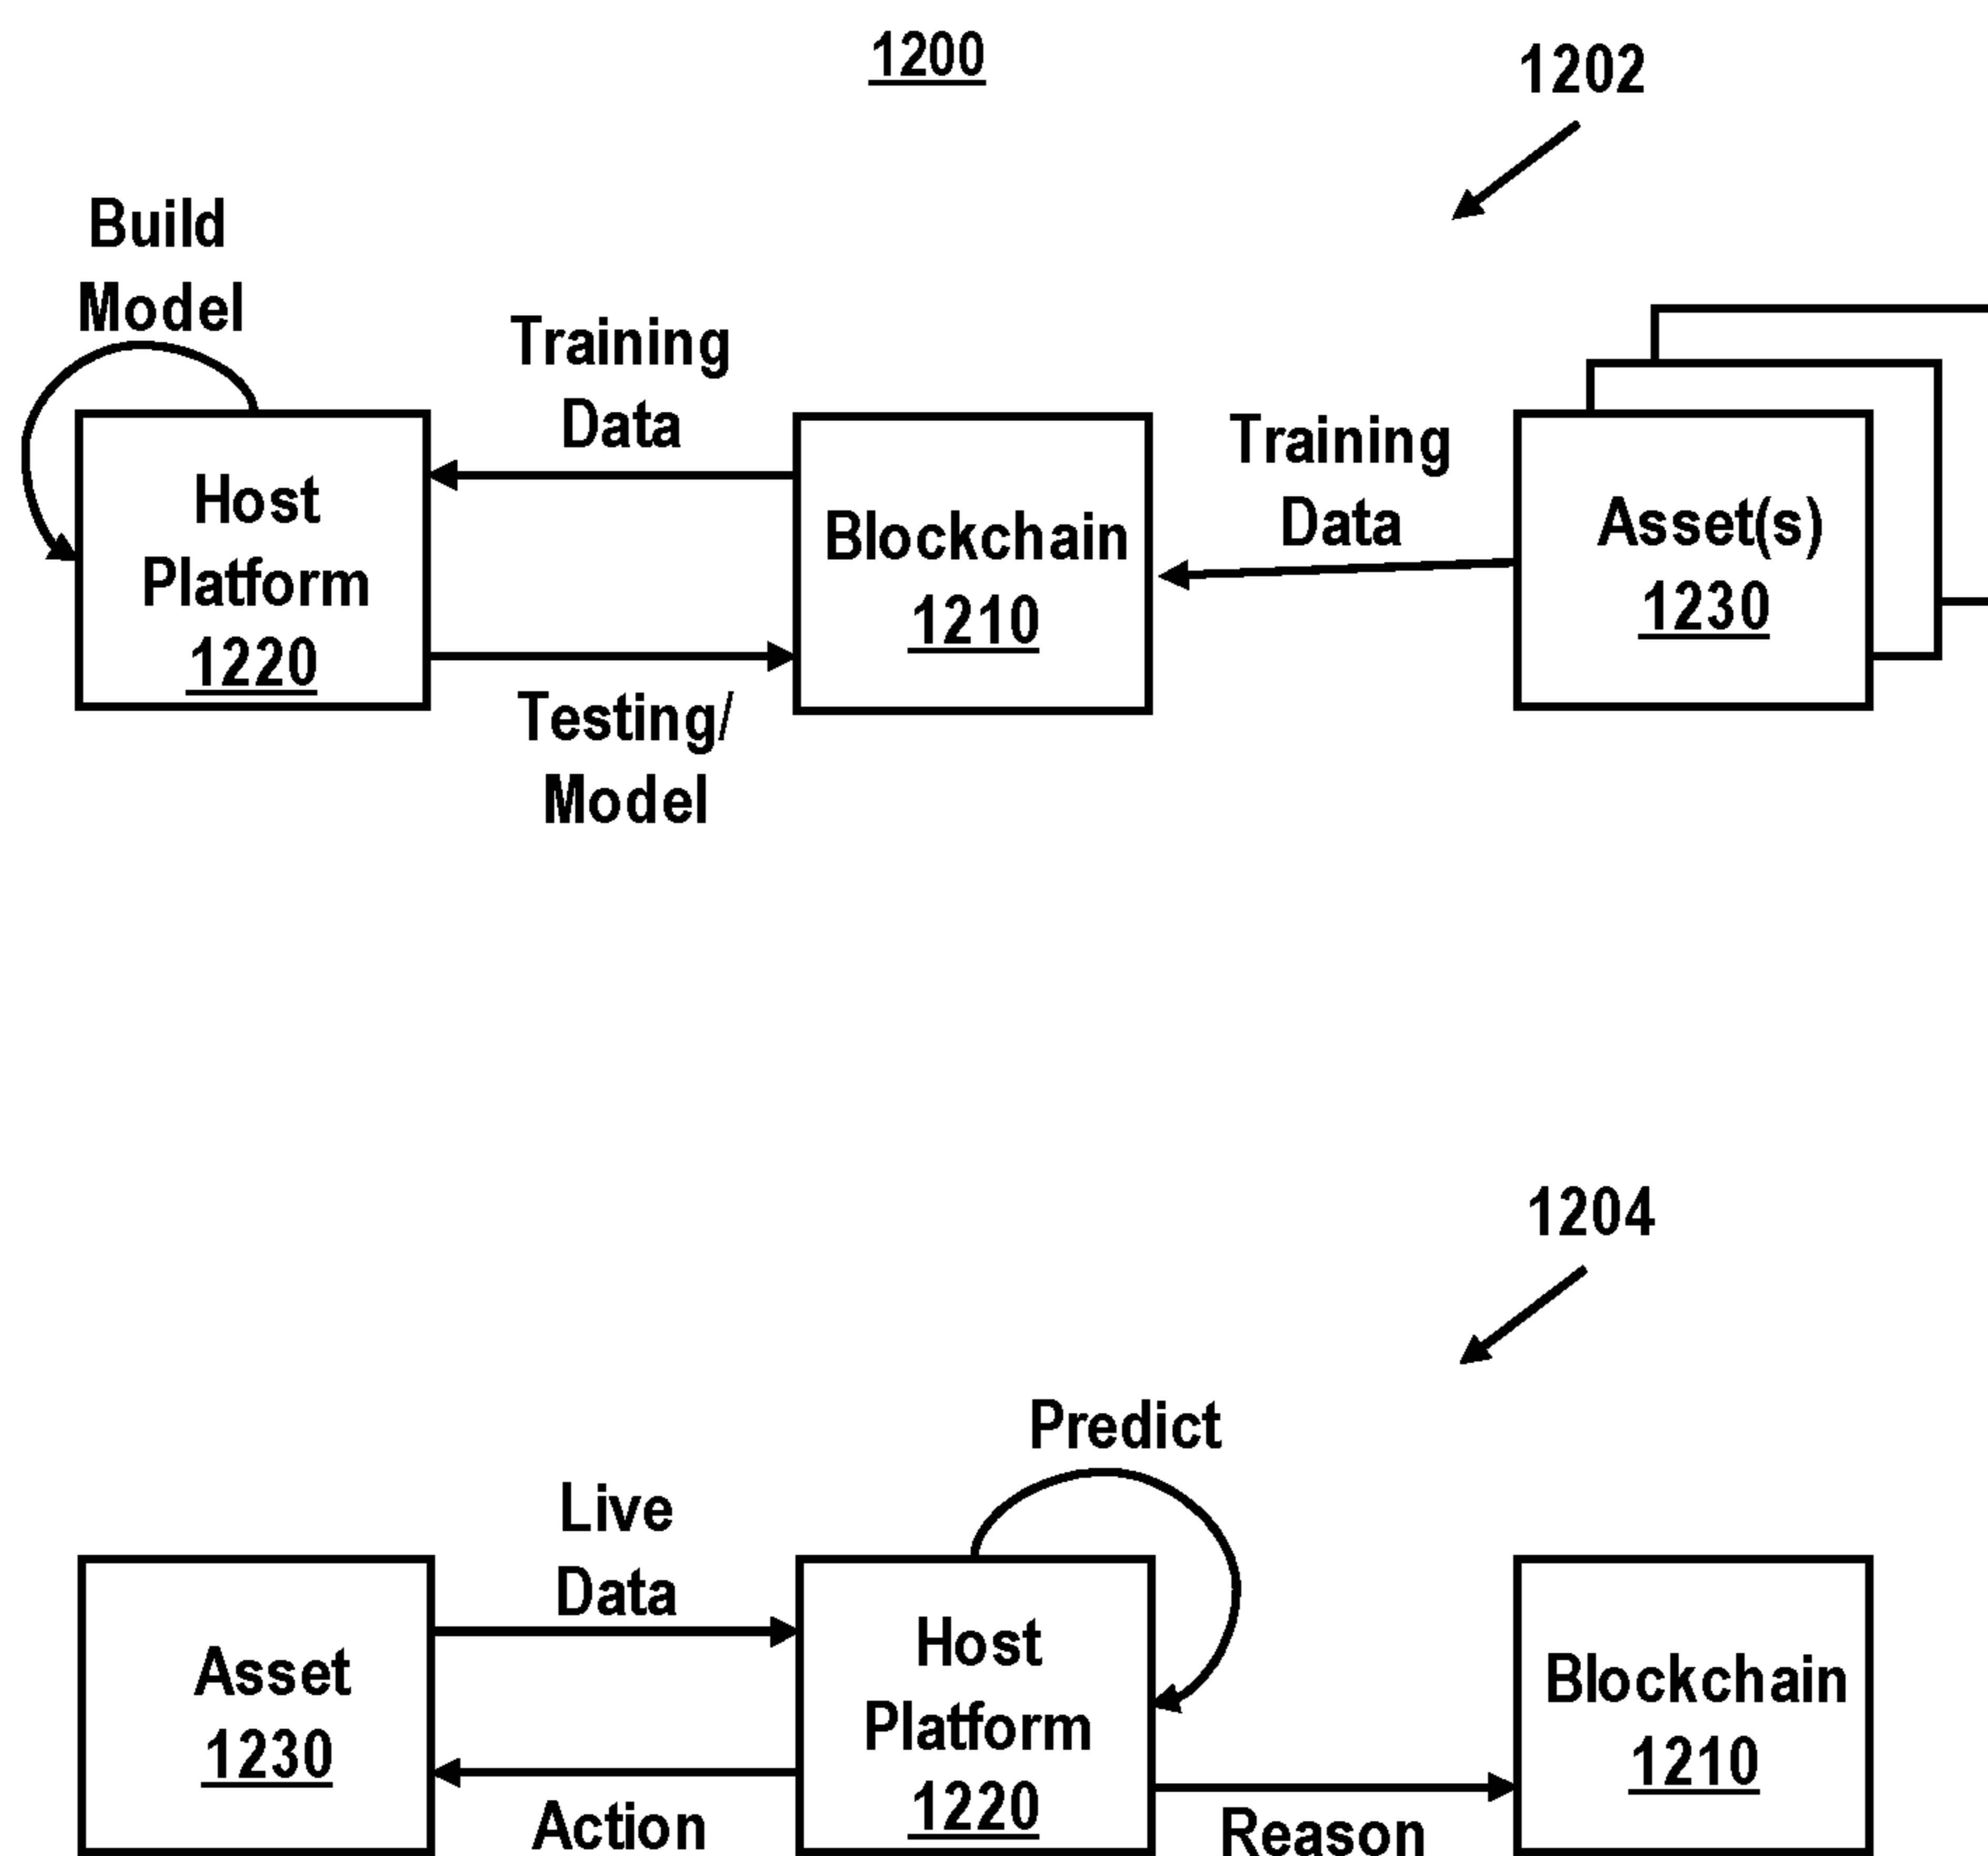 1200
1202
Build
Model
Training
Data
Training
Data
Host
Platform
1220
Blockchain
1210
Asset(s)
1230
Testing/
Model
1204
Predict
Live
Data
Asset
1230
Host
Platform
1220
Blockchain
1210
Action
Reason